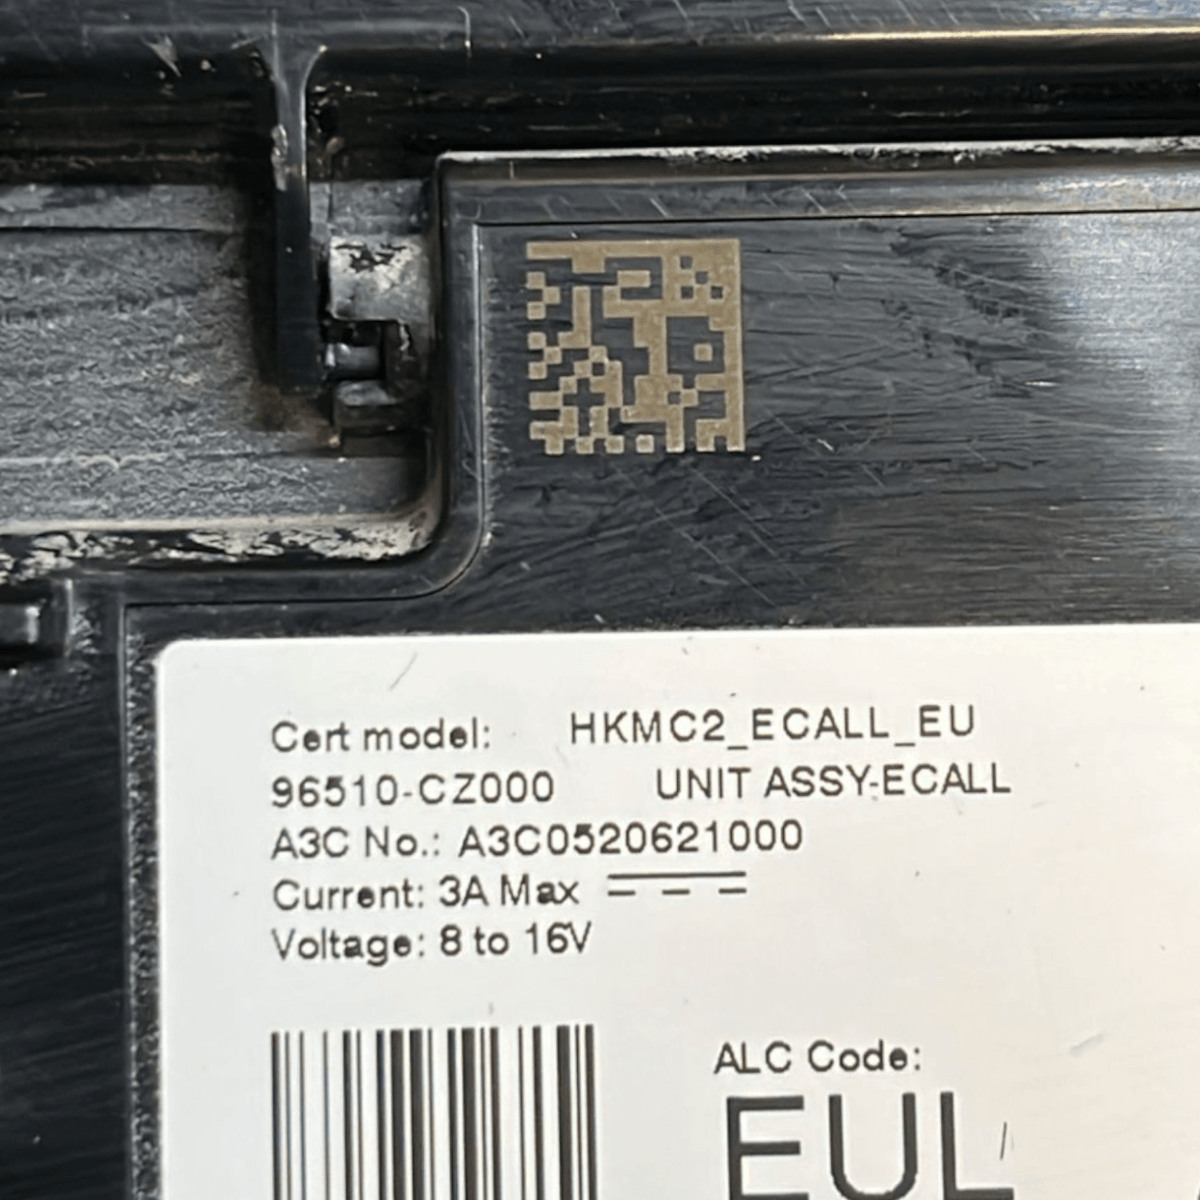 Cert model: HKMC2_ECALL_EU
96510-CZ000 UNIT ASSY-ECALL
A3C No.: A3C0520621000
Current: 3A Max
Voltage: 8 to 16V
ALC Code:
EUL